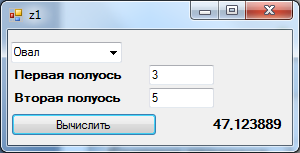 z1
Овал
Первая полуось 3
Вторая полуось 5
Вычислить 47,123889